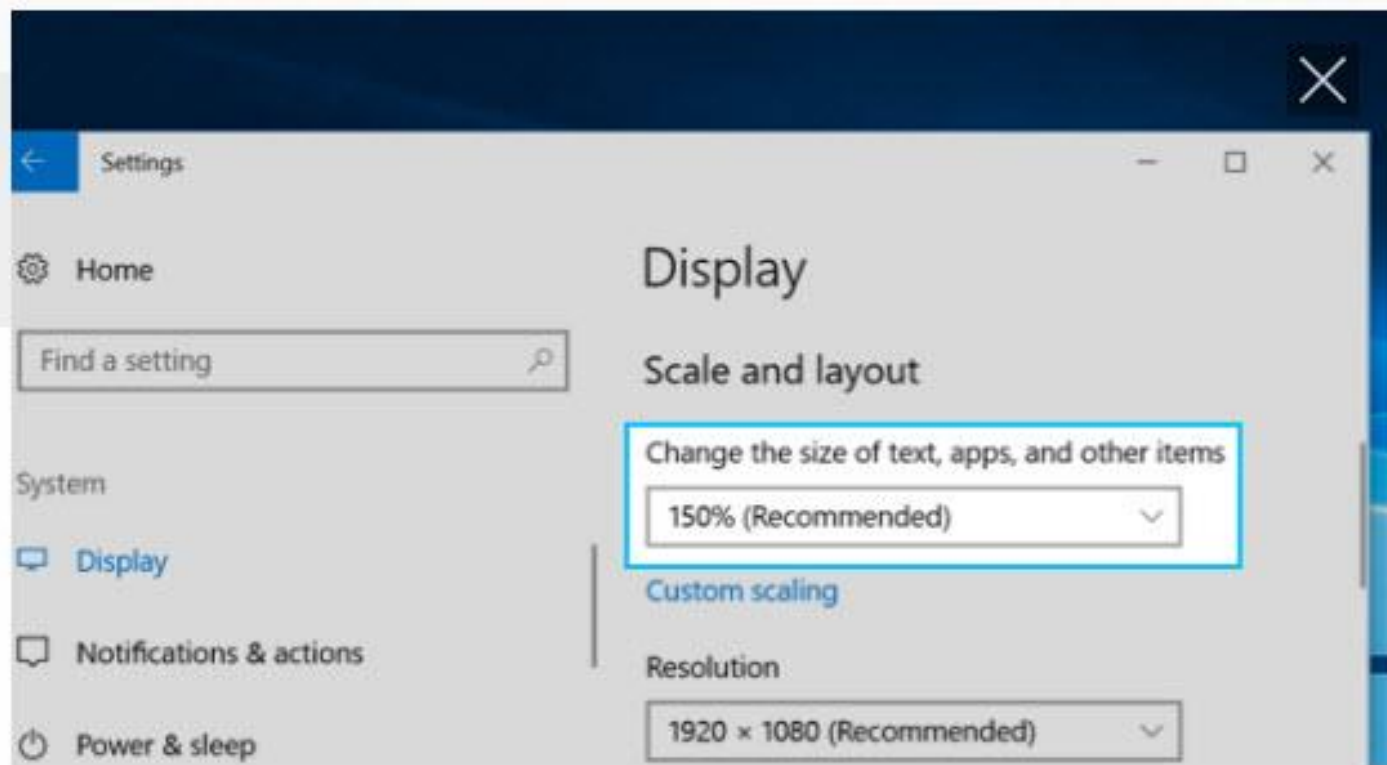 Settings
Home
Find a setting
System
Display
Notifications & actions
Power & sleep
Display
Scale and layout
Change the size of text, apps, and other items
150% (Recommended)
Custom scaling
Resolution
1920 × 1080 (Recommended)